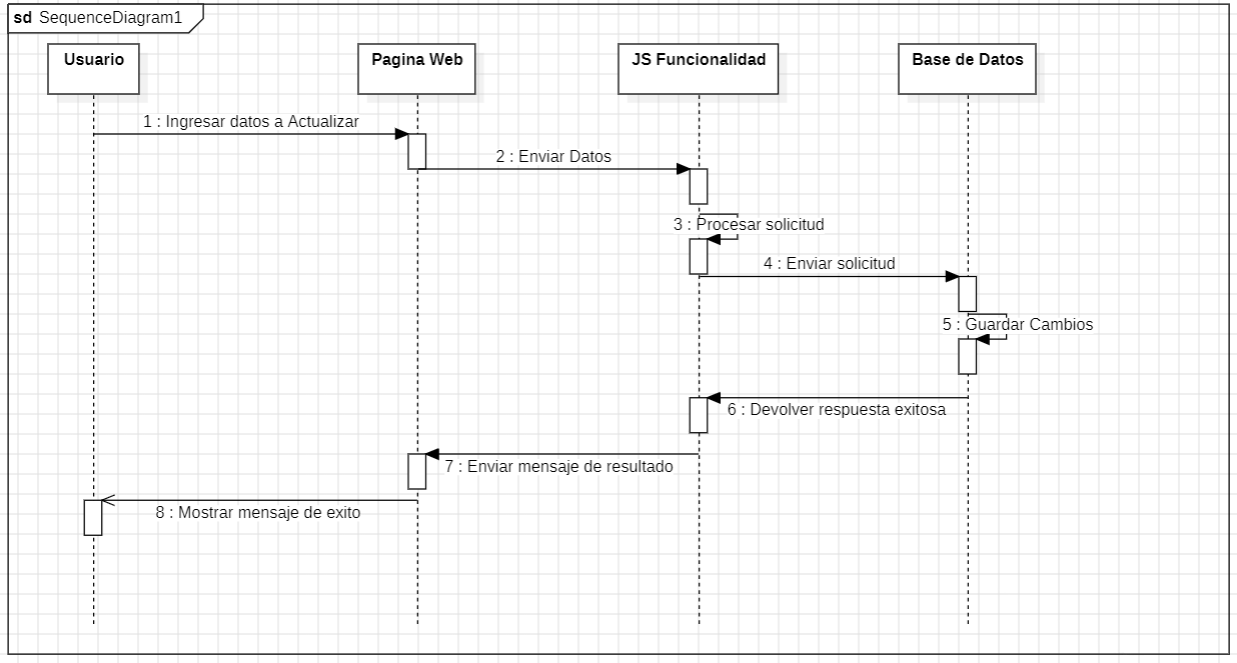 sd SequenceDiagram1
Usuario
Pagina Web
JS Funcionalidad
Base de Datos
1 : Ingresar datos a Actualizar
2 : Enviar Datos
3 : Procesar solicitud
4 : Enviar solicitud
5 : Guardar Cambios
6 : Devolver respuesta exitosa
7 : Enviar mensaje de resultado
8 : Mostrar mensaje de exito